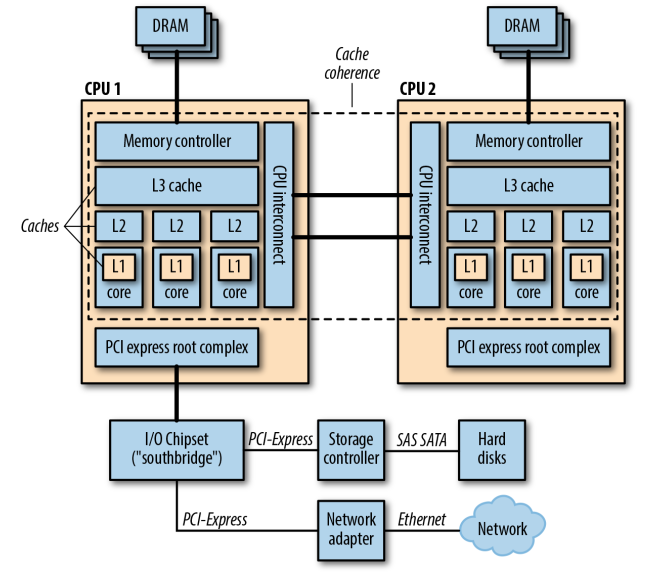 DRAM
DRAM
Cache
coherence
CPU 1
CPU 2
Memory controller
L3 cache
L2
L2
L2
L1
L1
L1
core
core
core
CPU interconnect
Caches
PCI express root complex
CPU interconnect
Memory controller
L3 cache
L2
L2
L2
L1
L1
L1
core
core
core
PCI express root complex
I/O Chipset
("southbridge")
PCI-Express
Storage
controller
SAS SATA
Hard
disks
PCI-Express
Network
adapter
Ethernet
Network